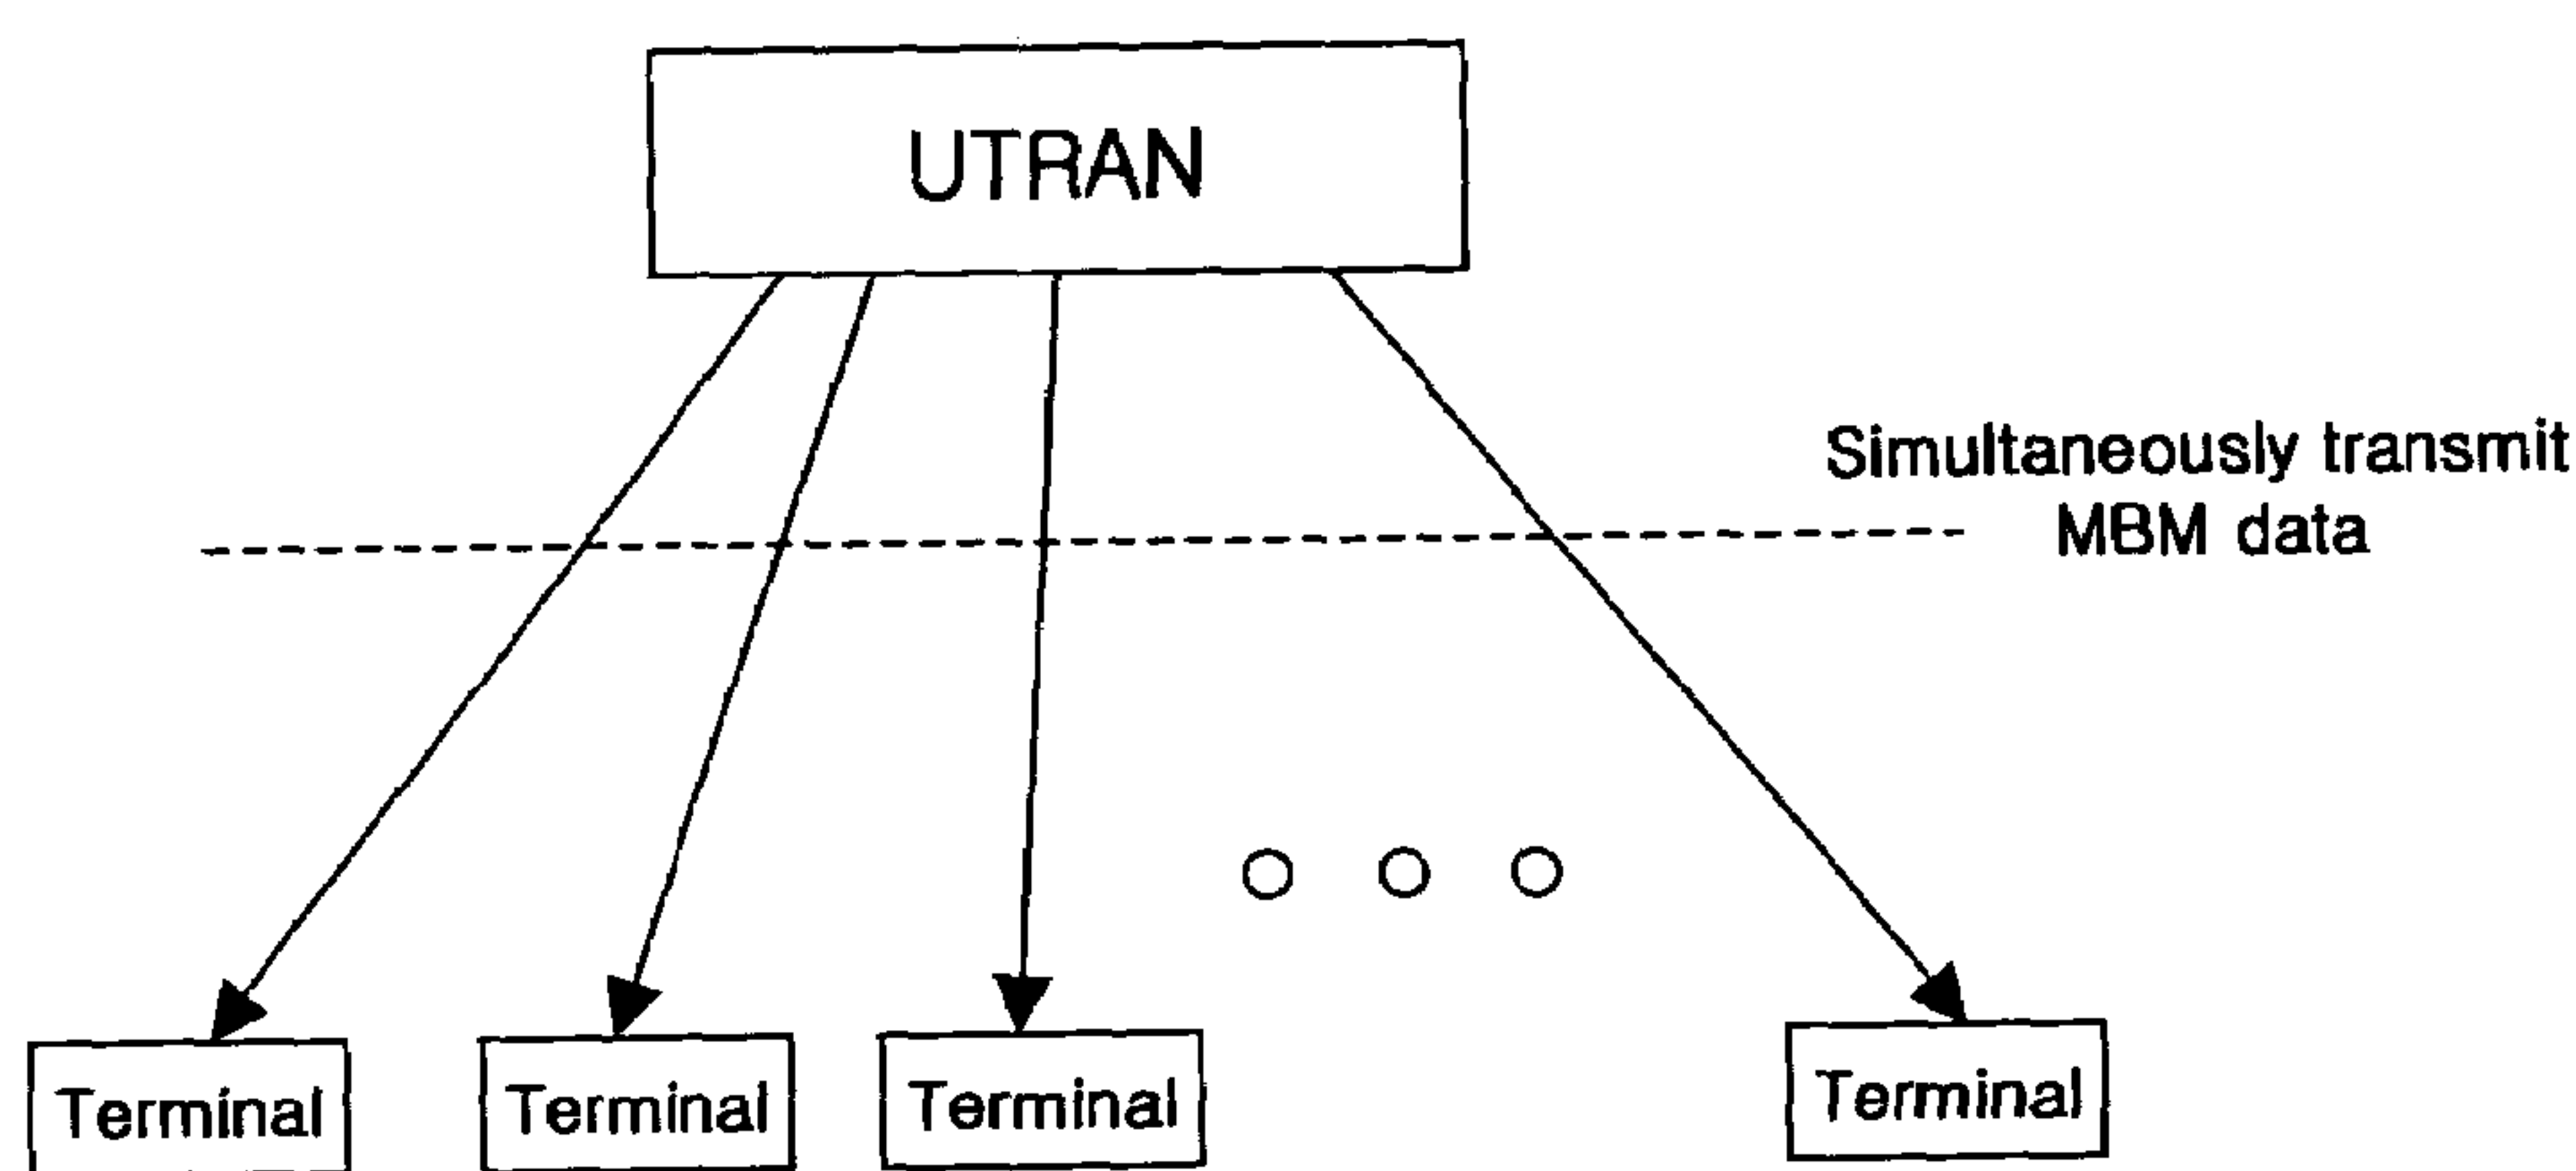 UTRAN
Simultaneously transmit
MBM data
Terminal
Terminal
Terminal
Terminal